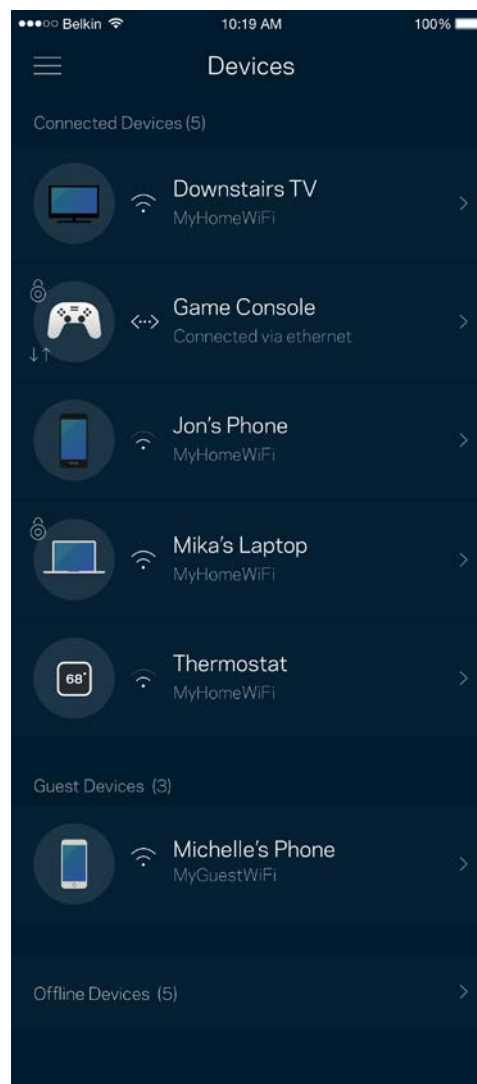 Belkin 10:19 AM 100%
Devices
Connected Devices (5)
Downstairs TV
MyHomeWiFi
Game Console
Connected via ethernet
Jon's Phone
MyHomeWiFi
Mika's Laptop
MyHomeWiFi
68°
Thermostat
MyHomeWiFi
Guest Devices (3)
Michelle's Phone
MyGuestWiFi
Offline Devices (5)